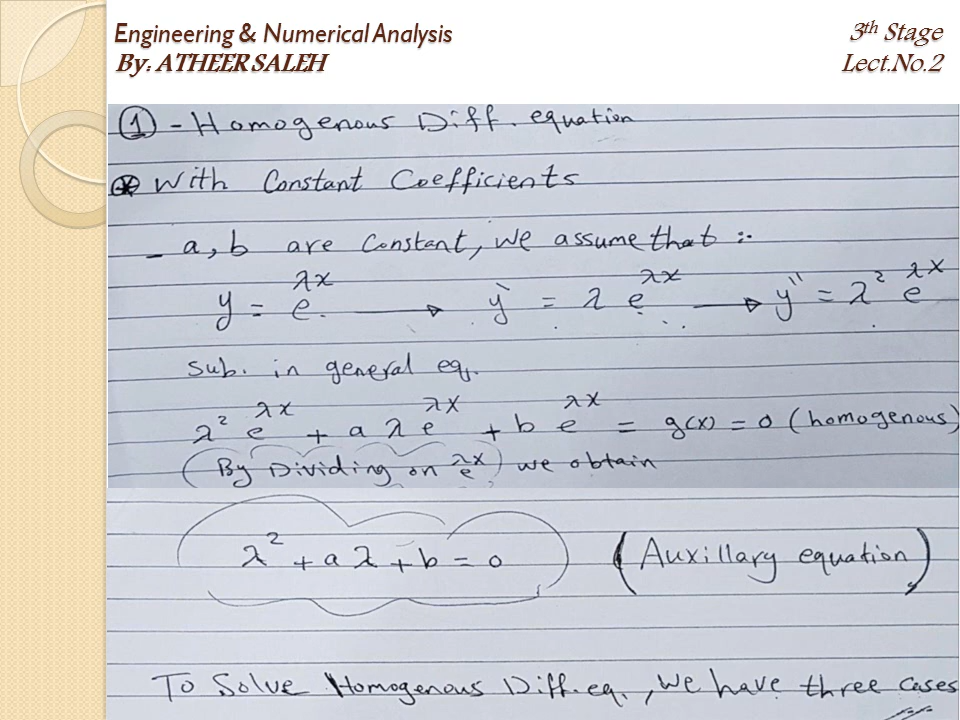 Engineering & Numerical Analysis 3th Stage
By: ATHEER SALEH Lect.No.2
① - Homogenous Diff. equation
⊛ With Constant Coefficients
- a, b are Constant, we assume that :-
y = e^λx → y` = λ e^λx → y`` = λ² e^λx
Sub. in general eq.
λ² e^λx + a λ e^λx + b e^λx = g(x) = 0 (homogenous)
(By Dividing on e^λx) we obtain
λ² + a λ + b = 0 (Auxillary equation)
To Solve Homogenous Diff. eq., we have three cases